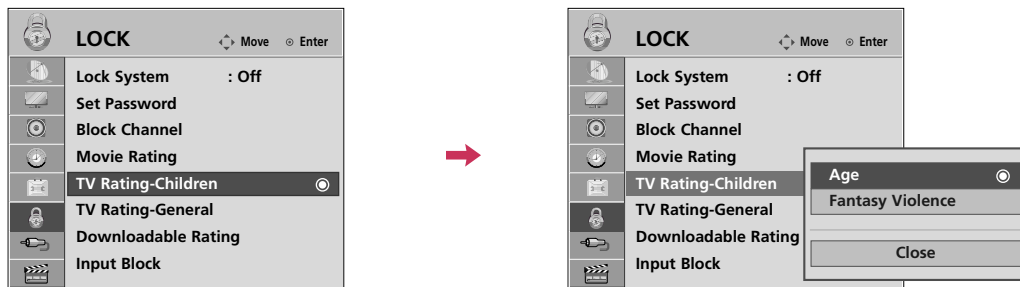 LOCK Move Enter
Lock System : Off
Set Password
Block Channel
Movie Rating
TV Rating-Children
TV Rating-General
Downloadable Rating
Input Block
LOCK Move Enter
Lock System : Off
Set Password
Block Channel
Movie Rating
TV Rating-Children
TV Rating-General
Downloadable Rating
Input Block
Age
Fantasy Violence
Close